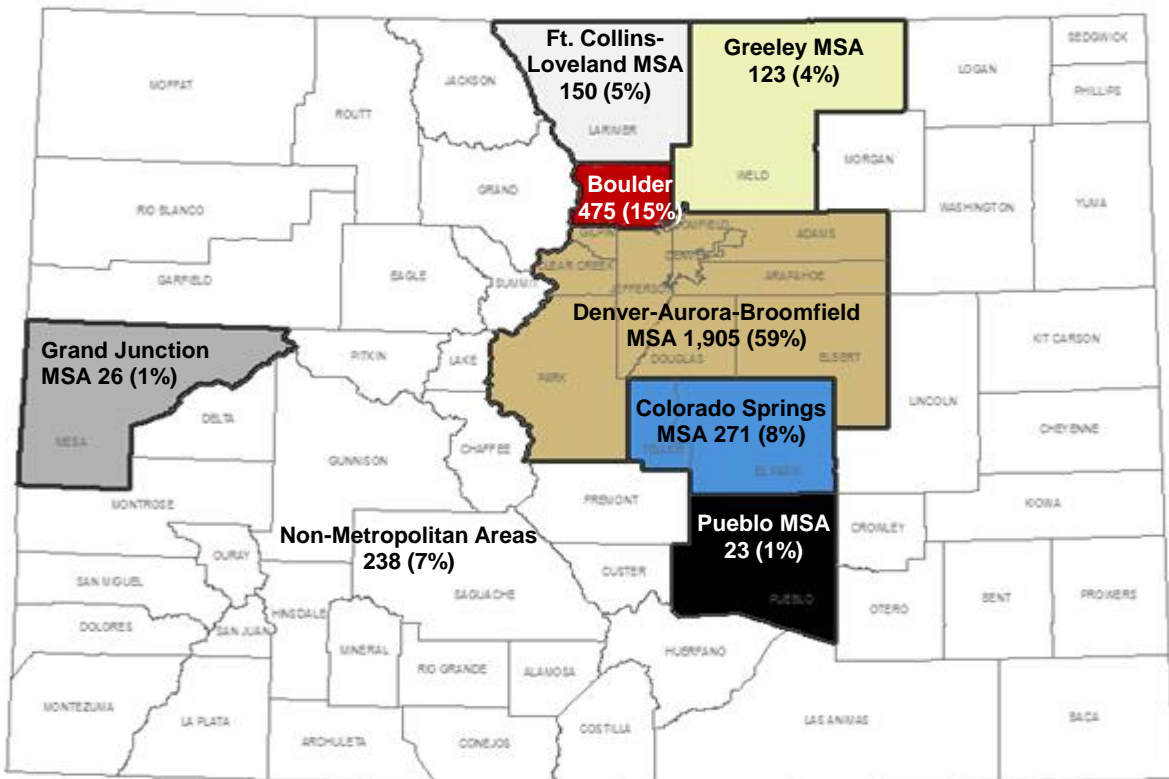 SEDGWICK
Ft. Collins-
Loveland MSA
150 (5%)
Greeley MSA
123 (4%)
LOGAN
MOFFAT
JACKSON
PHILLIPS
ROUTT
LARIMER
MORGAN
WELD
Boulder
475 (15%)
GRAND
RIO BLANCO
WASHINGTON
YUMA
ADAMS
EAGLE
GARFIELD
SUMMIT
ARAPAHOE
JEFFERSON
Denver-Aurora-Broomfield
MSA 1,905 (59%)
Grand Junction
MSA 26 (1%)
PITKIN
LAKE
DOUGLAS
ELBERT
KIT CARSON
PARK
LINCOLN
Colorado Springs
MSA 271 (8%)
DELTA
MESA
CHAFFEE
CHEYENNE
GUNNISON
MONTROSE
FREMONT
KIOWA
Pueblo MSA
23 (1%)
CROWLEY
Non-Metropolitan Areas
238 (7%)
OURAY
CUSTER
SAN MIGUEL
SAGUACHE
PUEBLO
OTERO
BENT
PROWERS
HINSDALE
DOLORES
SAN JUAN
MINERAL
HUERFANO
RIO GRANDE
ALAMOSA
MONTEZUMA
LA PLATA
COSTILLA
LAS ANIMAS
BACA
ARCHULETA
CONEJOS